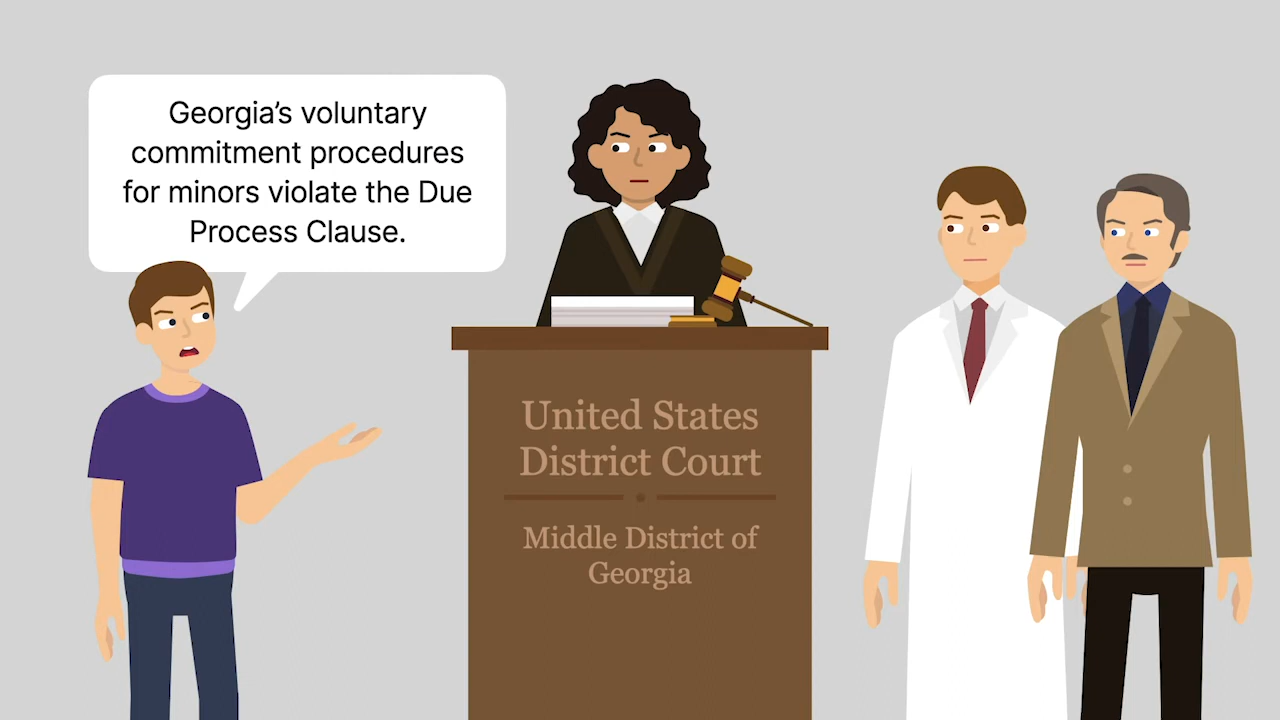 Georgia’s voluntary
commitment procedures
for minors violate the Due
Process Clause.
United States
District Court
Middle District of
Georgia